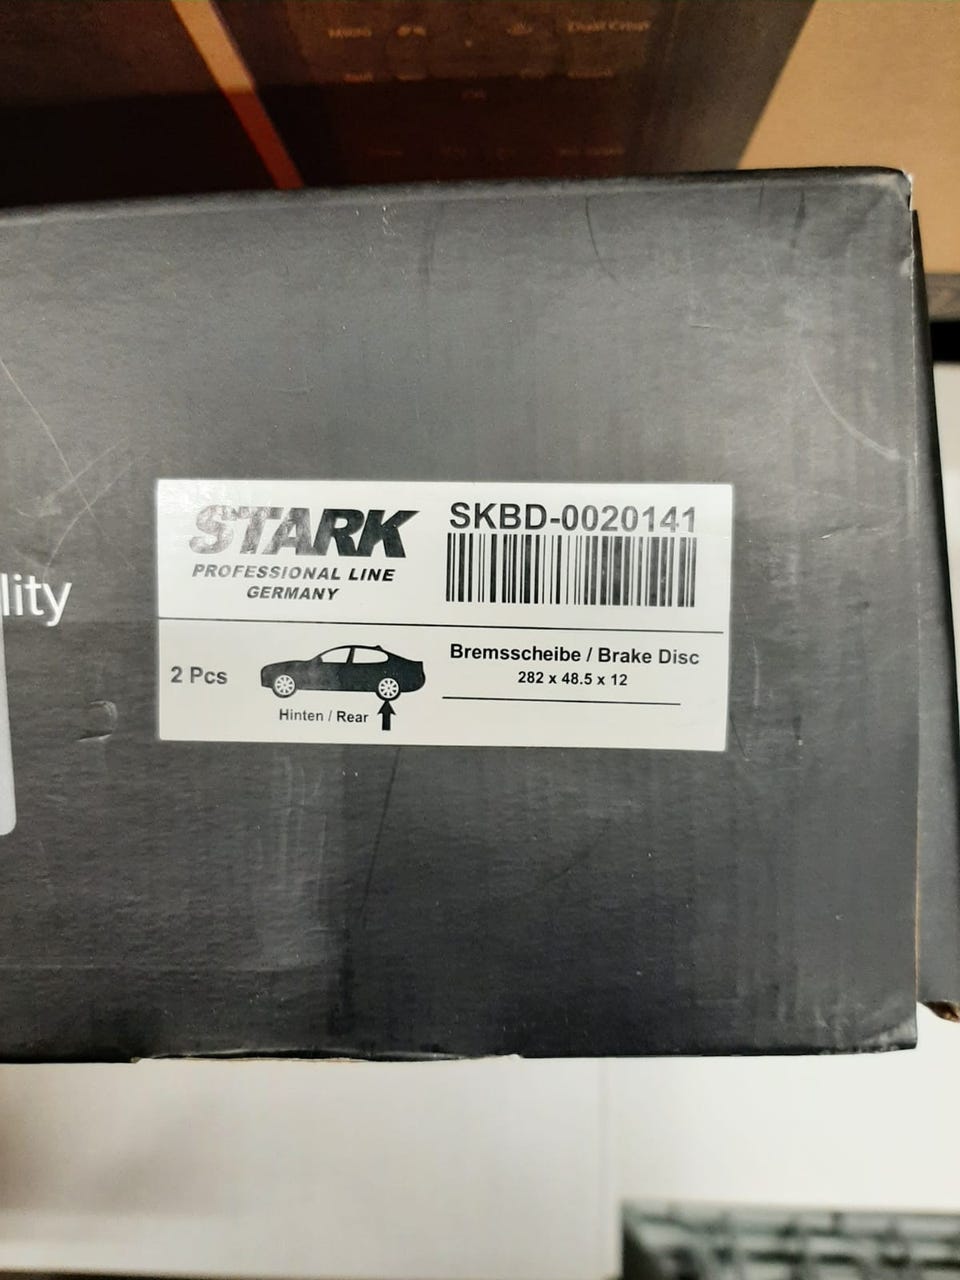 lity
STARK
PROFESSIONAL LINE
GERMANY
SKBD-0020141
2 Pcs
Hinten / Rear
Bremsscheibe / Brake Disc
282 x 48.5 x 12